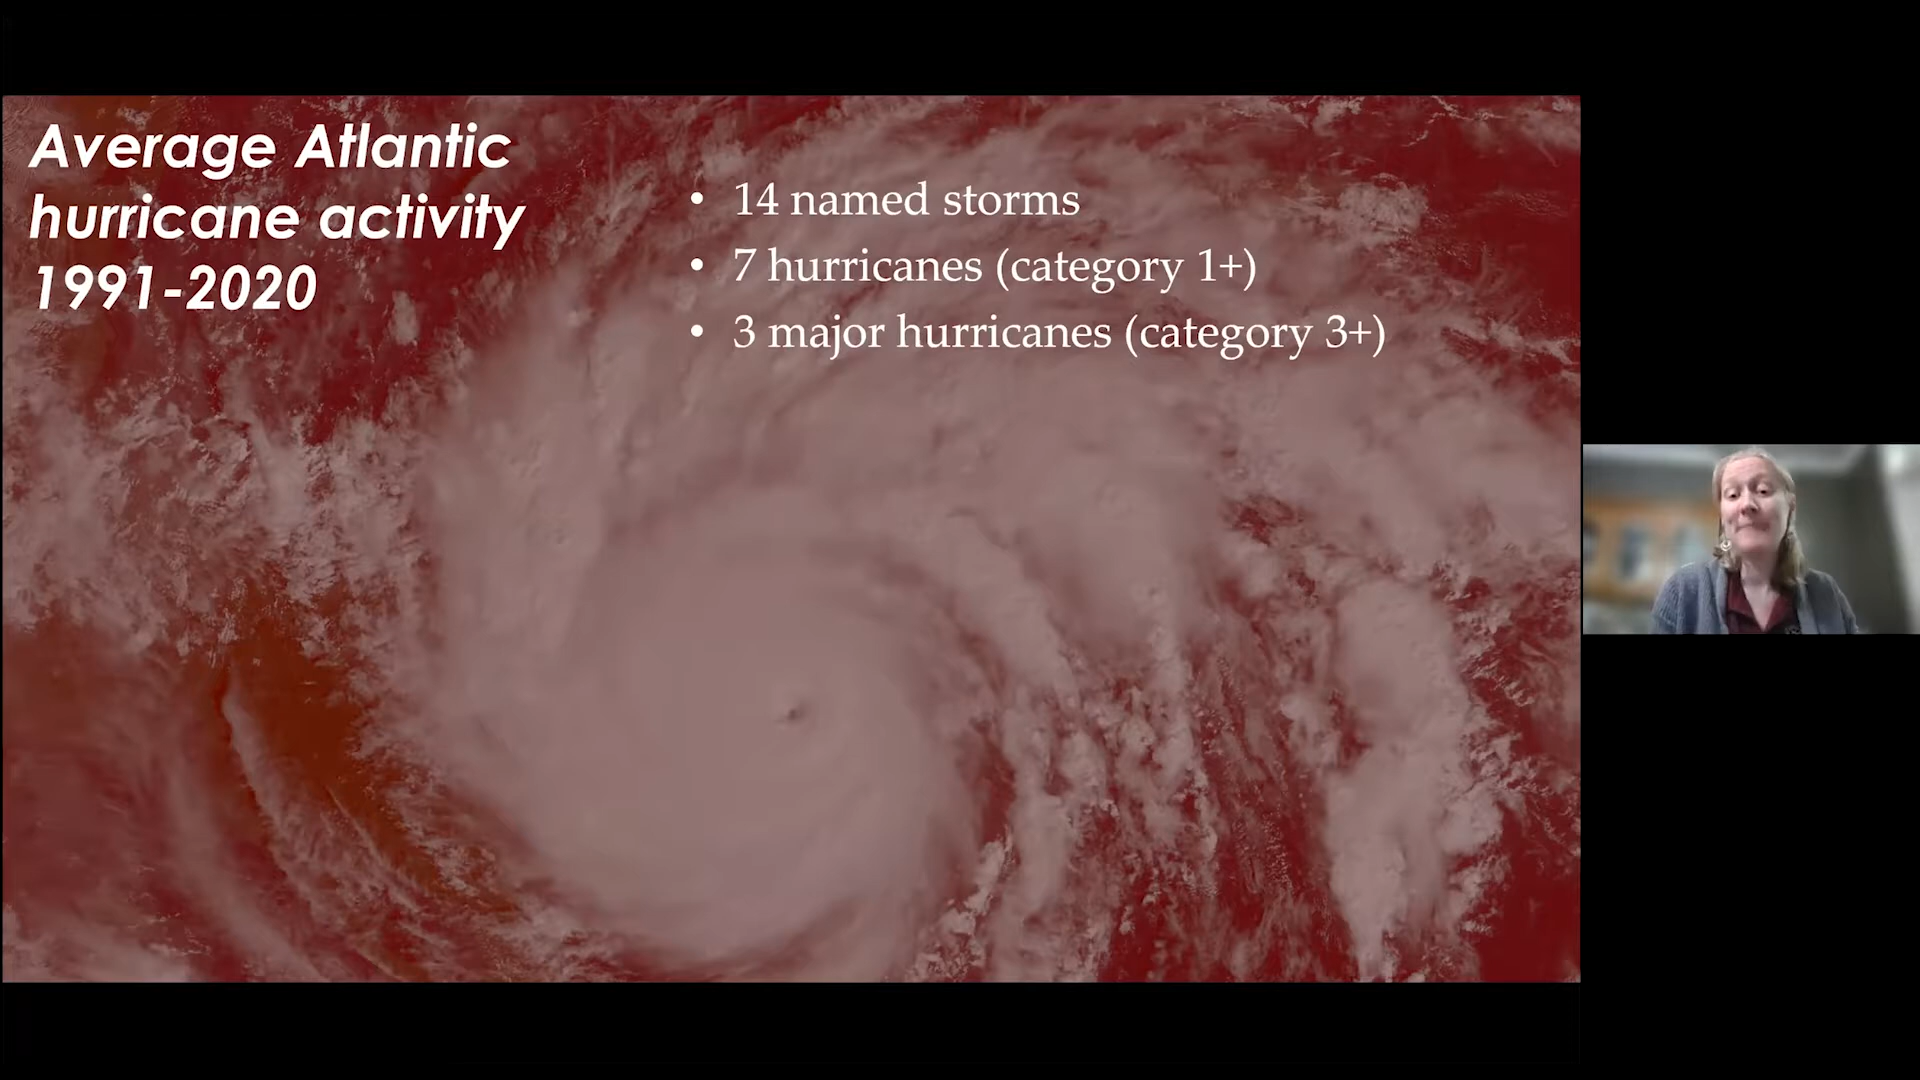 Average Atlantic
hurricane activity
1991-2020
• 14 named storms
• 7 hurricanes (category 1+)
• 3 major hurricanes (category 3+)